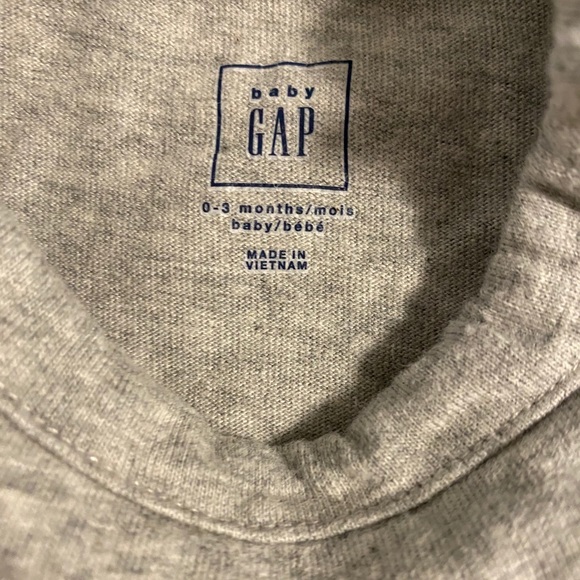 baby
GAP
0-3 months/mois
baby/bébé
MADE IN
VIETNAM